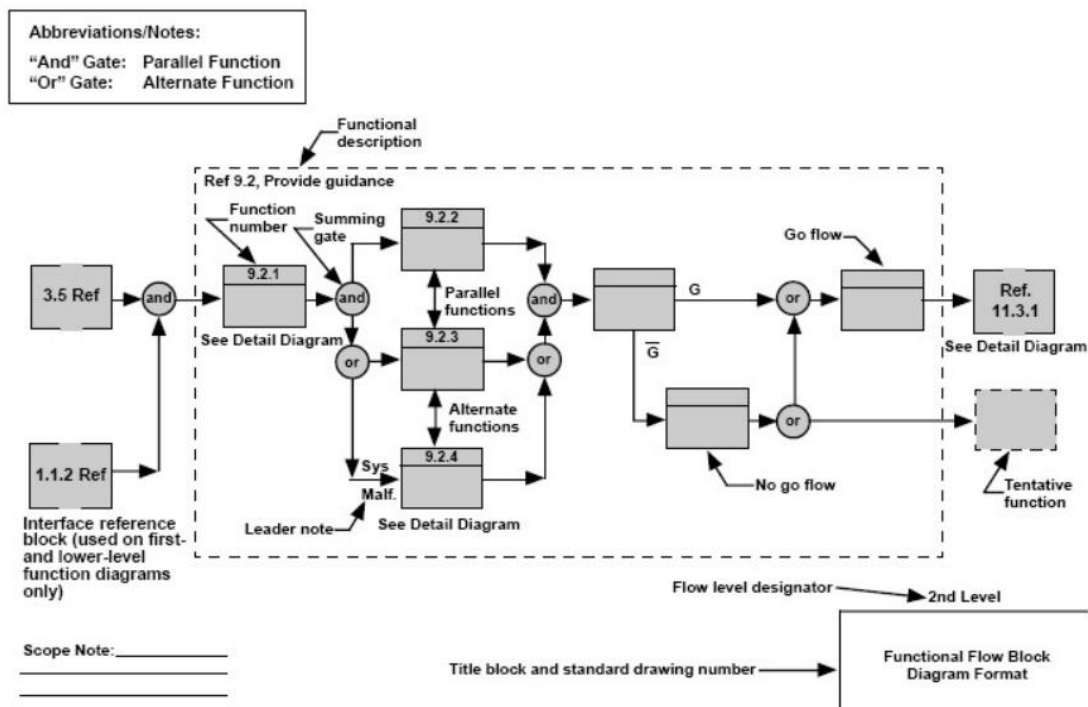 Abbreviations/Notes:
“And” Gate: Parallel Function
“Or” Gate: Alternate Function
Functional
description
Ref 9.2, Provide guidance
Function
number
Summing
gate
9.2.2
Go flow
3.5 Ref
and
9.2.1
and
Parallel
functions
and
G
or
Ref.
11.3.1
See Detail Diagram
See Detail Diagram
or
9.2.3
or
G̅
Alternate
functions
or
1.1.2 Ref
Sys
Malf.
9.2.4
No go flow
Tentative
function
Leader note
See Detail Diagram
Interface reference
block (used on first-
and lower-level
function diagrams
only)
Flow level designator
2nd Level
Scope Note:
Title block and standard drawing number
Functional Flow Block
Diagram Format